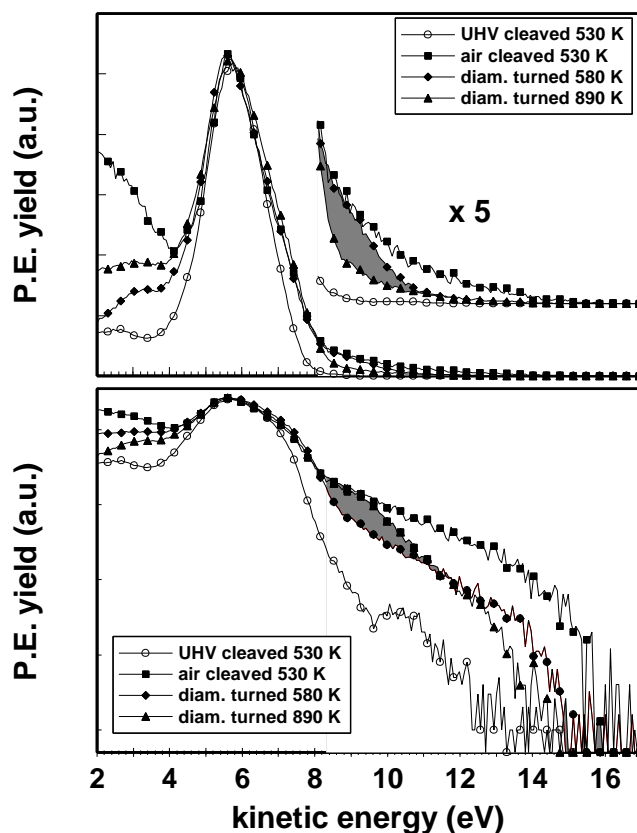 UHV cleaved 530 K
air cleaved 530 K
diam. turned 580 K
diam. turned 890 K
x 5
P.E. yield (a.u.)
P.E. yield (a.u.)
UHV cleaved 530 K
air cleaved 530 K
diam. turned 580 K
diam. turned 890 K
2 4 6 8 10 12 14 16
kinetic energy (eV)